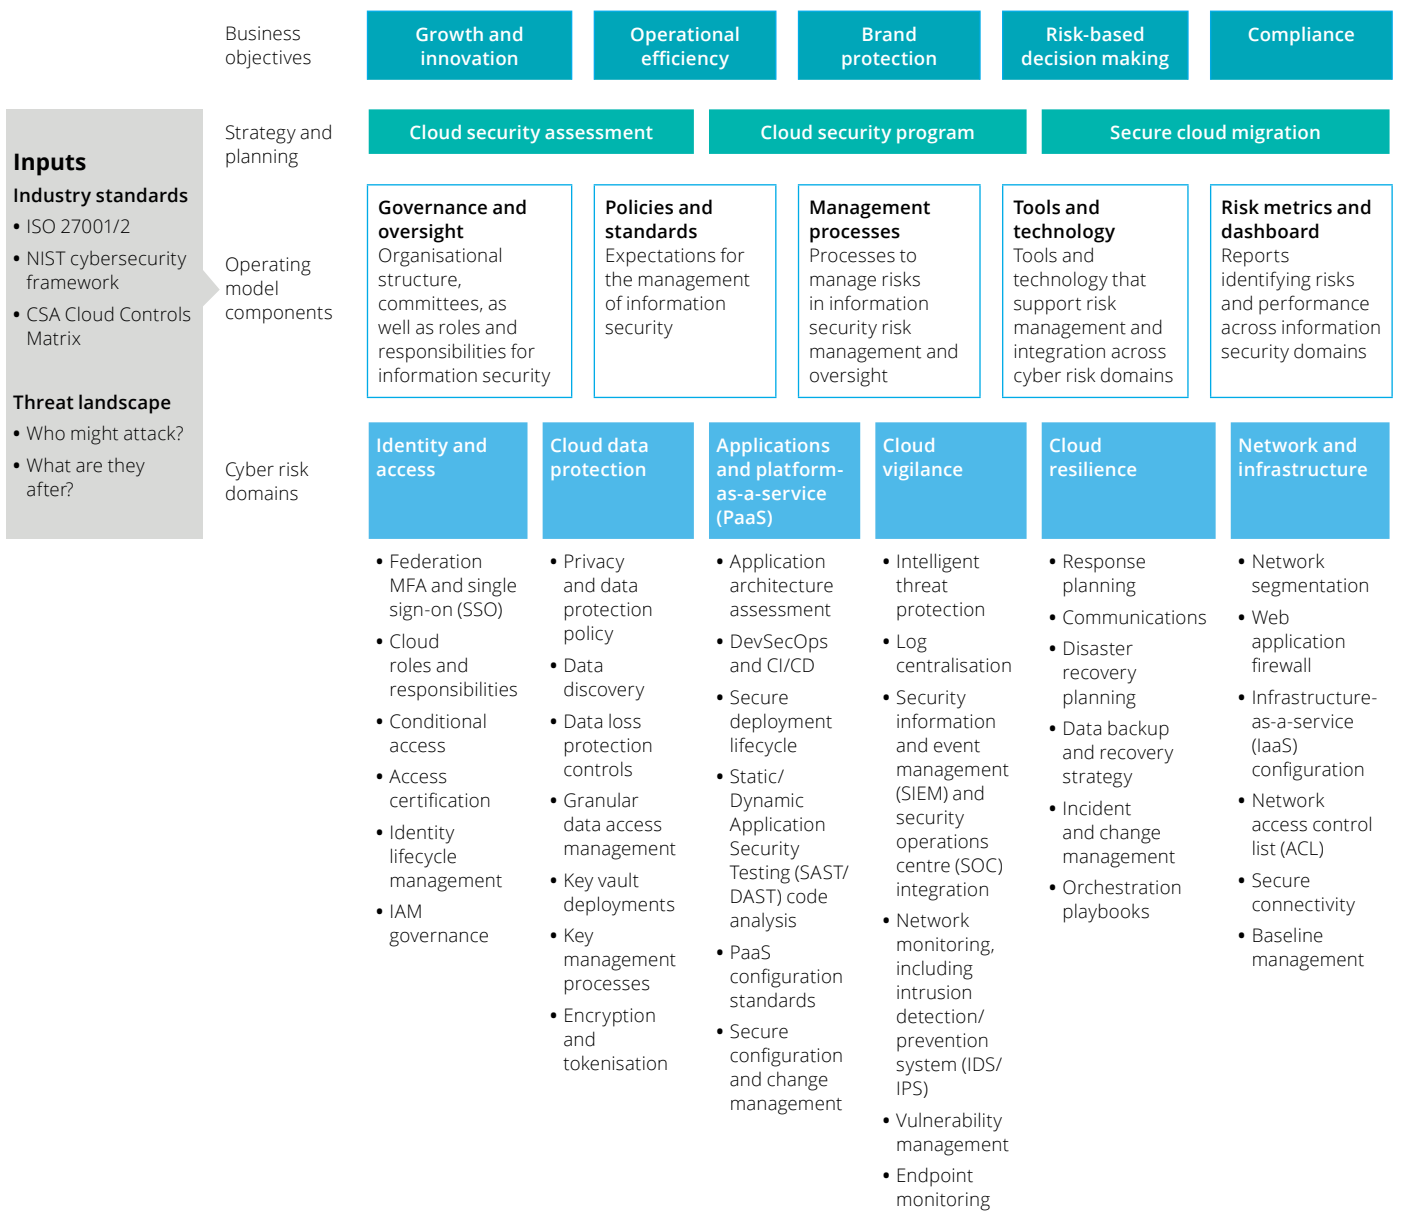 Business
objectives
Growth and
innovation
Operational
efficiency
Brand
protection
Risk-based
decision making
Compliance
Inputs
Industry standards
• ISO 27001/2
• NIST cybersecurity
framework
• CSA Cloud Controls
Matrix
Threat landscape
• Who might attack?
• What are they
after?
Strategy and
planning
Cloud security assessment
Cloud security program
Secure cloud migration
Operating
model
components
Governance and
oversight
Organisational
structure,
committees, as
well as roles and
responsibilities for
information security
Policies and
standards
Expectations for
the management
of information
security
Management
processes
Processes to
manage risks
in information
security risk
management and
oversight
Tools and
technology
Tools and
technology that
support risk
management and
integration across
cyber risk domains
Risk metrics and
dashboard
Reports
identifying risks
and performance
across information
security domains
Cyber risk
domains
Identity and
access
• Federation
MFA and single
sign-on (SSO)
• Cloud
roles and
responsibilities
• Conditional
access
• Access
certification
• Identity
lifecycle
management
• IAM
governance
Cloud data
protection
• Privacy
and data
protection
policy
• Data
discovery
• Data loss
protection
controls
• Granular
data access
management
• Key vault
deployments
• Key
management
processes
• Encryption
and
tokenisation
Applications
and platform-
as-a-service
(PaaS)
• Application
architecture
assessment
• DevSecOps
and CI/CD
• Secure
deployment
lifecycle
• Static/
Dynamic
Application
Security
Testing (SAST/
DAST) code
analysis
• PaaS
configuration
standards
• Secure
configuration
and change
management
Cloud
vigilance
• Intelligent
threat
protection
• Log
centralisation
• Security
information
and event
management
(SIEM) and
security
operations
centre (SOC)
integration
• Network
monitoring,
including
intrusion
detection/
prevention
system (IDS/
IPS)
• Vulnerability
management
• Endpoint
monitoring
Cloud
resilience
• Response
planning
• Communications
• Disaster
recovery
planning
• Data backup
and recovery
strategy
• Incident
and change
management
• Orchestration
playbooks
Network and
infrastructure
• Network
segmentation
• Web
application
firewall
• Infrastructure-
as-a-service
(IaaS)
configuration
• Network
access control
list (ACL)
• Secure
connectivity
• Baseline
management